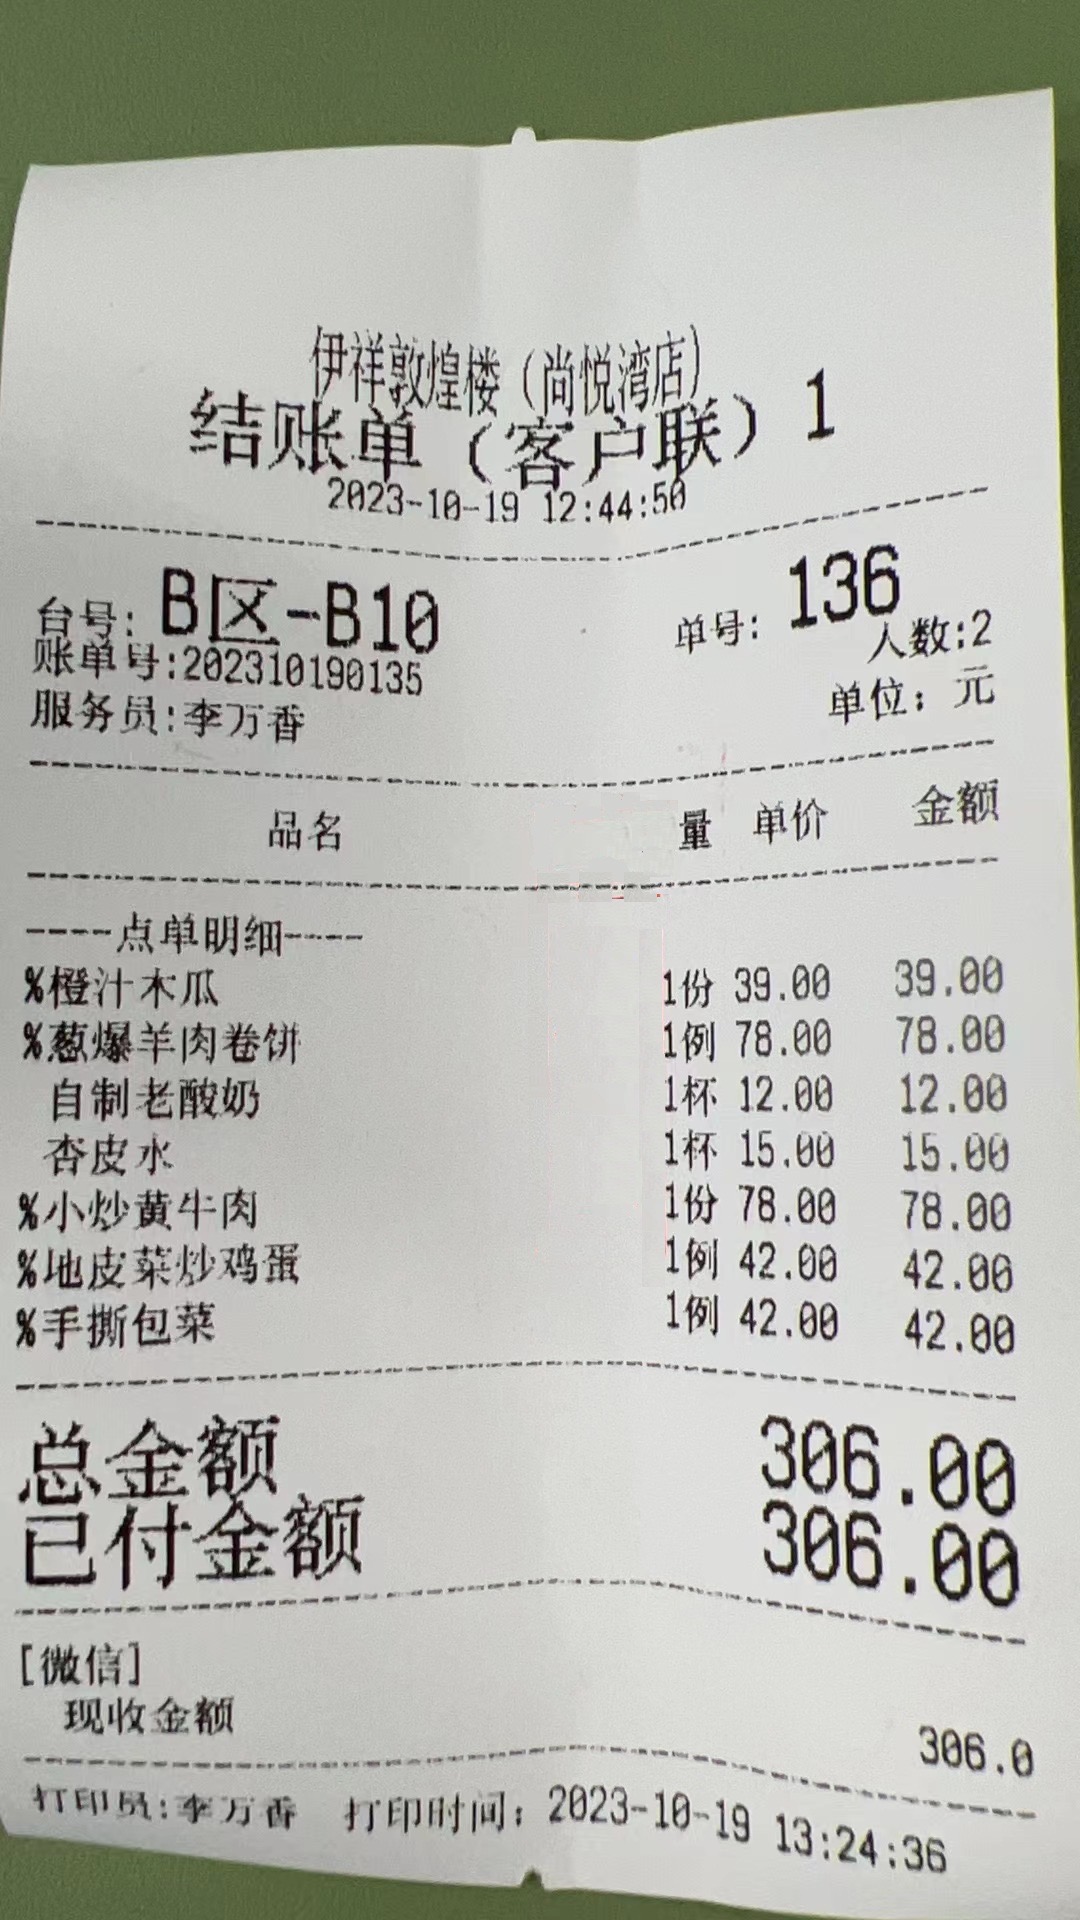 伊祥敦煌楼（尚悦湾店）
结账单（客户联）1
2023-10-19 12:44:50
台号: B区-B10 单号: 136
账单号:202310190135 人数:2
服务员:李万香 单位: 元
品名 量 单价 金额
----点单明细----
%橙汁木瓜 1份 39.00 39.00
%葱爆羊肉卷饼 1例 78.00 78.00
自制老酸奶 1杯 12.00 12.00
杏皮水 1杯 15.00 15.00
%小炒黄牛肉 1份 78.00 78.00
%地皮菜炒鸡蛋 1例 42.00 42.00
%手撕包菜 1例 42.00 42.00
总金额 306.00
已付金额 306.00
[微信]
现收金额 306.0
打印员:李万香 打印时间: 2023-10-19 13:24:36